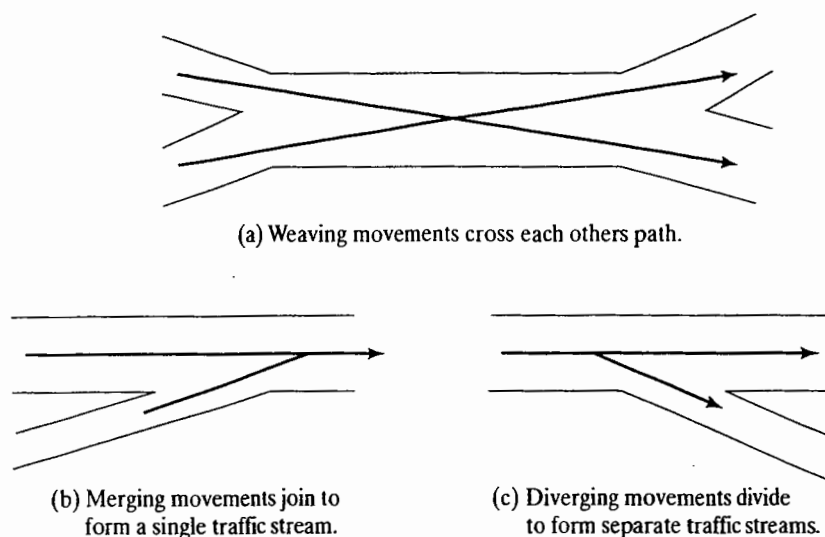 (a) Weaving movements cross each others path.
(b) Merging movements join to
form a single traffic stream.
(c) Diverging movements divide
to form separate traffic streams.